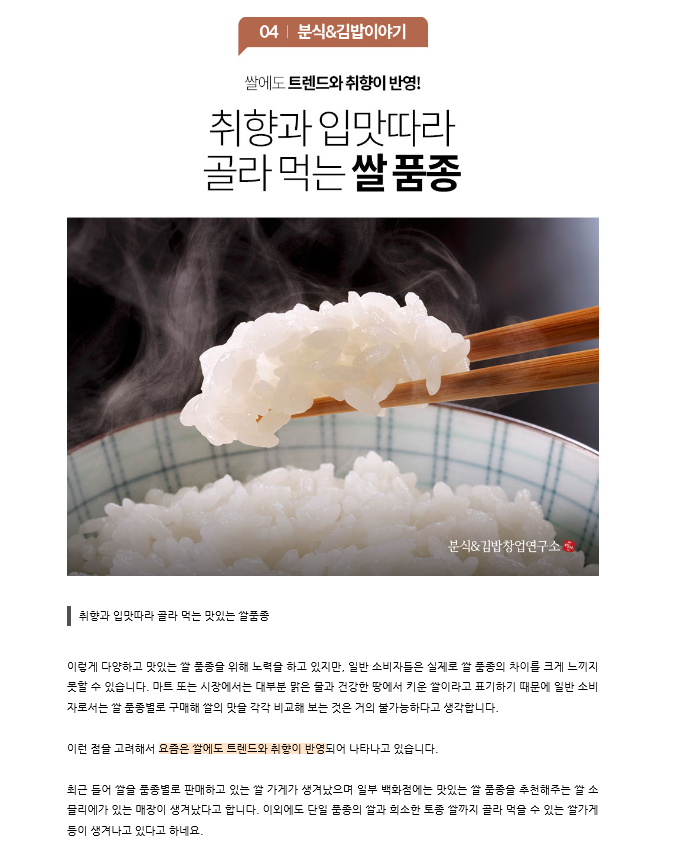 04 | 분식&김밥이야기
쌀에도 트렌드와 취향이 반영!
취향과 입맛따라
골라 먹는 쌀 품종
분식&김밥창업연구소
취향과 입맛따라 골라 먹는 맛있는 쌀품종
이렇게 다양하고 맛있는 쌀 품종을 위해 노력을 하고 있지만, 일반 소비자들은 실제로 쌀 품종의 차이를 크게 느끼지
못할 수 있습니다. 마트 또는 시장에서는 대부분 맑은 물과 건강한 땅에서 키운 쌀이라고 표기하기 때문에 일반 소비
자로서는 쌀 품종별로 구매해 쌀의 맛을 각각 비교해 보는 것은 거의 불가능하다고 생각합니다.
이런 점을 고려해서 요즘은 쌀에도 트렌드와 취향이 반영되어 나타나고 있습니다.
최근 들어 쌀을 품종별로 판매하고 있는 쌀 가게가 생겨났으며 일부 백화점에는 맛있는 쌀 품종을 추천해주는 쌀 소
믈리에가 있는 매장이 생겨났다고 합니다. 이외에도 단일 품종의 쌀과 희소한 토종 쌀까지 골라 먹을 수 있는 쌀가게
등이 생겨나고 있다고 하네요.